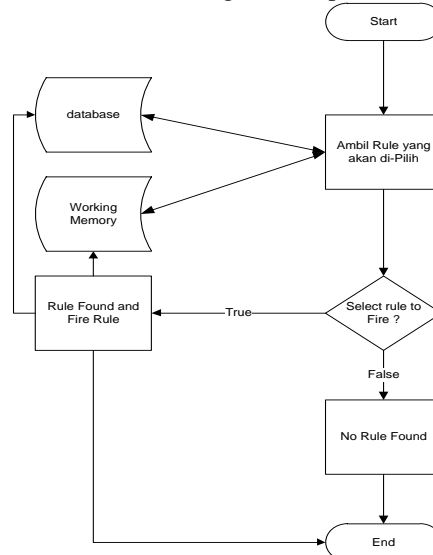 Start
database
Ambil Rule yang
akan di-Pilih
Working
Memory
Rule Found and
Fire Rule
True
Select rule to
Fire ?
False
No Rule Found
End